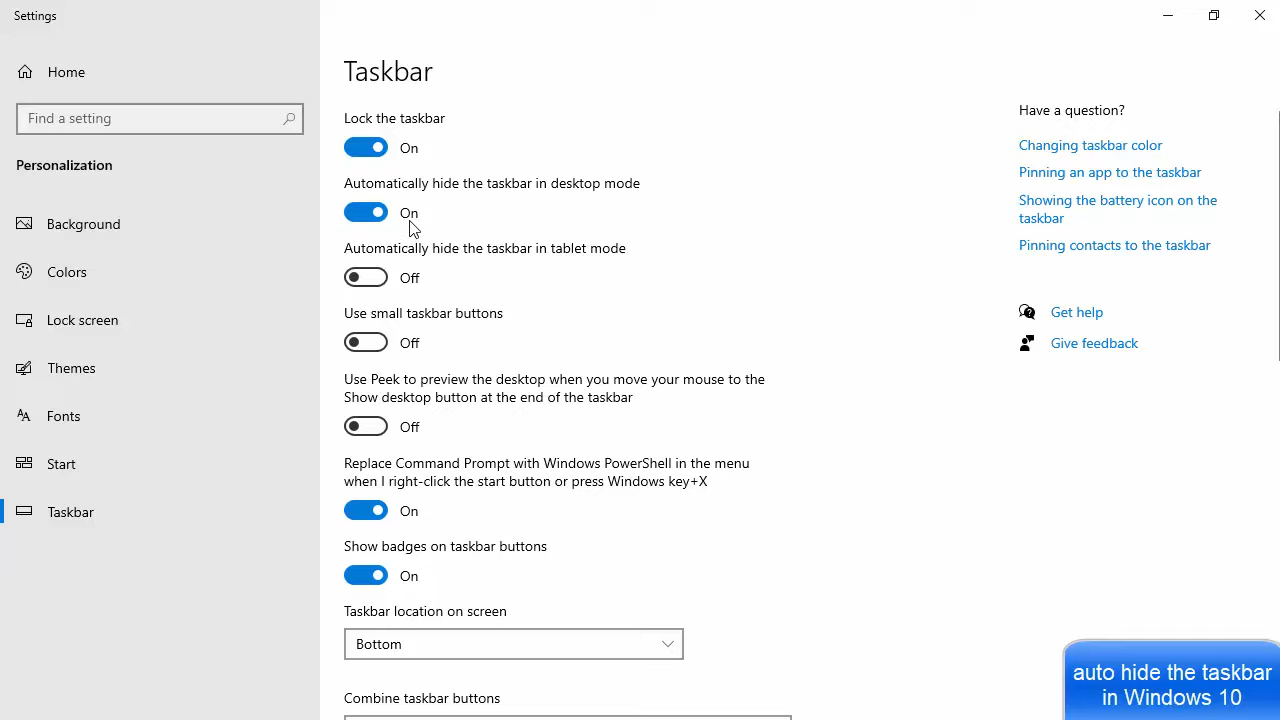 Settings
Home
Find a setting
Personalization
Background
Colors
Lock screen
Themes
Fonts
Start
Taskbar
Taskbar
Lock the taskbar
On
Automatically hide the taskbar in desktop mode
On
Automatically hide the taskbar in tablet mode
Off
Use small taskbar buttons
Off
Use Peek to preview the desktop when you move your mouse to the
Show desktop button at the end of the taskbar
Off
Replace Command Prompt with Windows PowerShell in the menu
when I right-click the start button or press Windows key+X
On
Show badges on taskbar buttons
On
Taskbar location on screen
Bottom
Combine taskbar buttons
Have a question?
Changing taskbar color
Pinning an app to the taskbar
Showing the battery icon on the
taskbar
Pinning contacts to the taskbar
Get help
Give feedback
auto hide the taskbar
in Windows 10